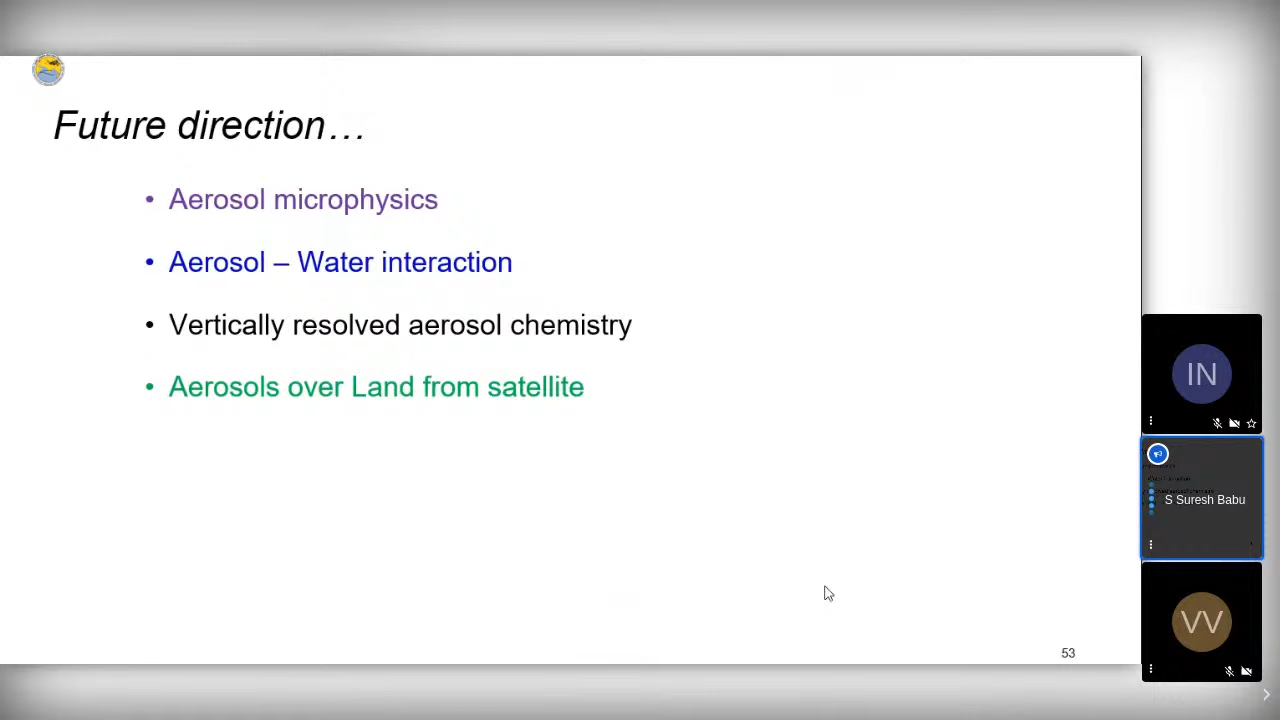 Future direction…
• Aerosol microphysics
• Aerosol – Water interaction
• Vertically resolved aerosol chemistry
• Aerosols over Land from satellite
53
IN
S Suresh Babu
VV